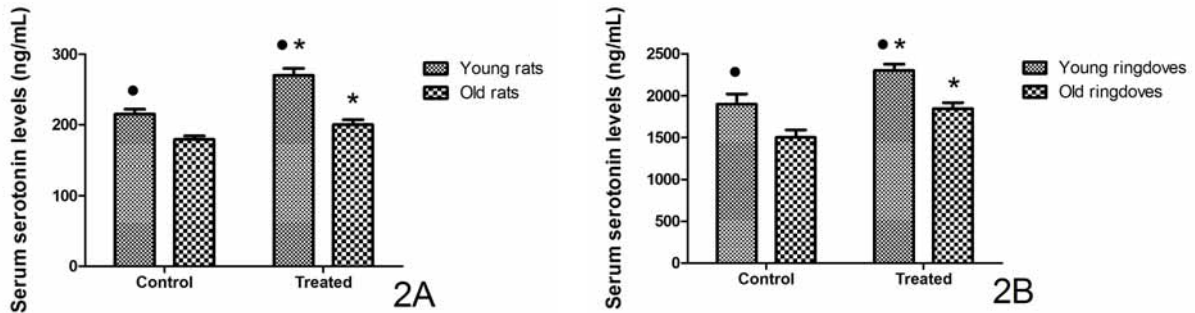 Serum serotonin levels (ng/mL)
300
200
100
0
• *
•
*
Young rats
Old rats
Control
Treated
2A
Serum serotonin levels (ng/mL)
2500
2000
1500
1000
500
0
• *
•
*
Young ringdoves
Old ringdoves
Control
Treated
2B